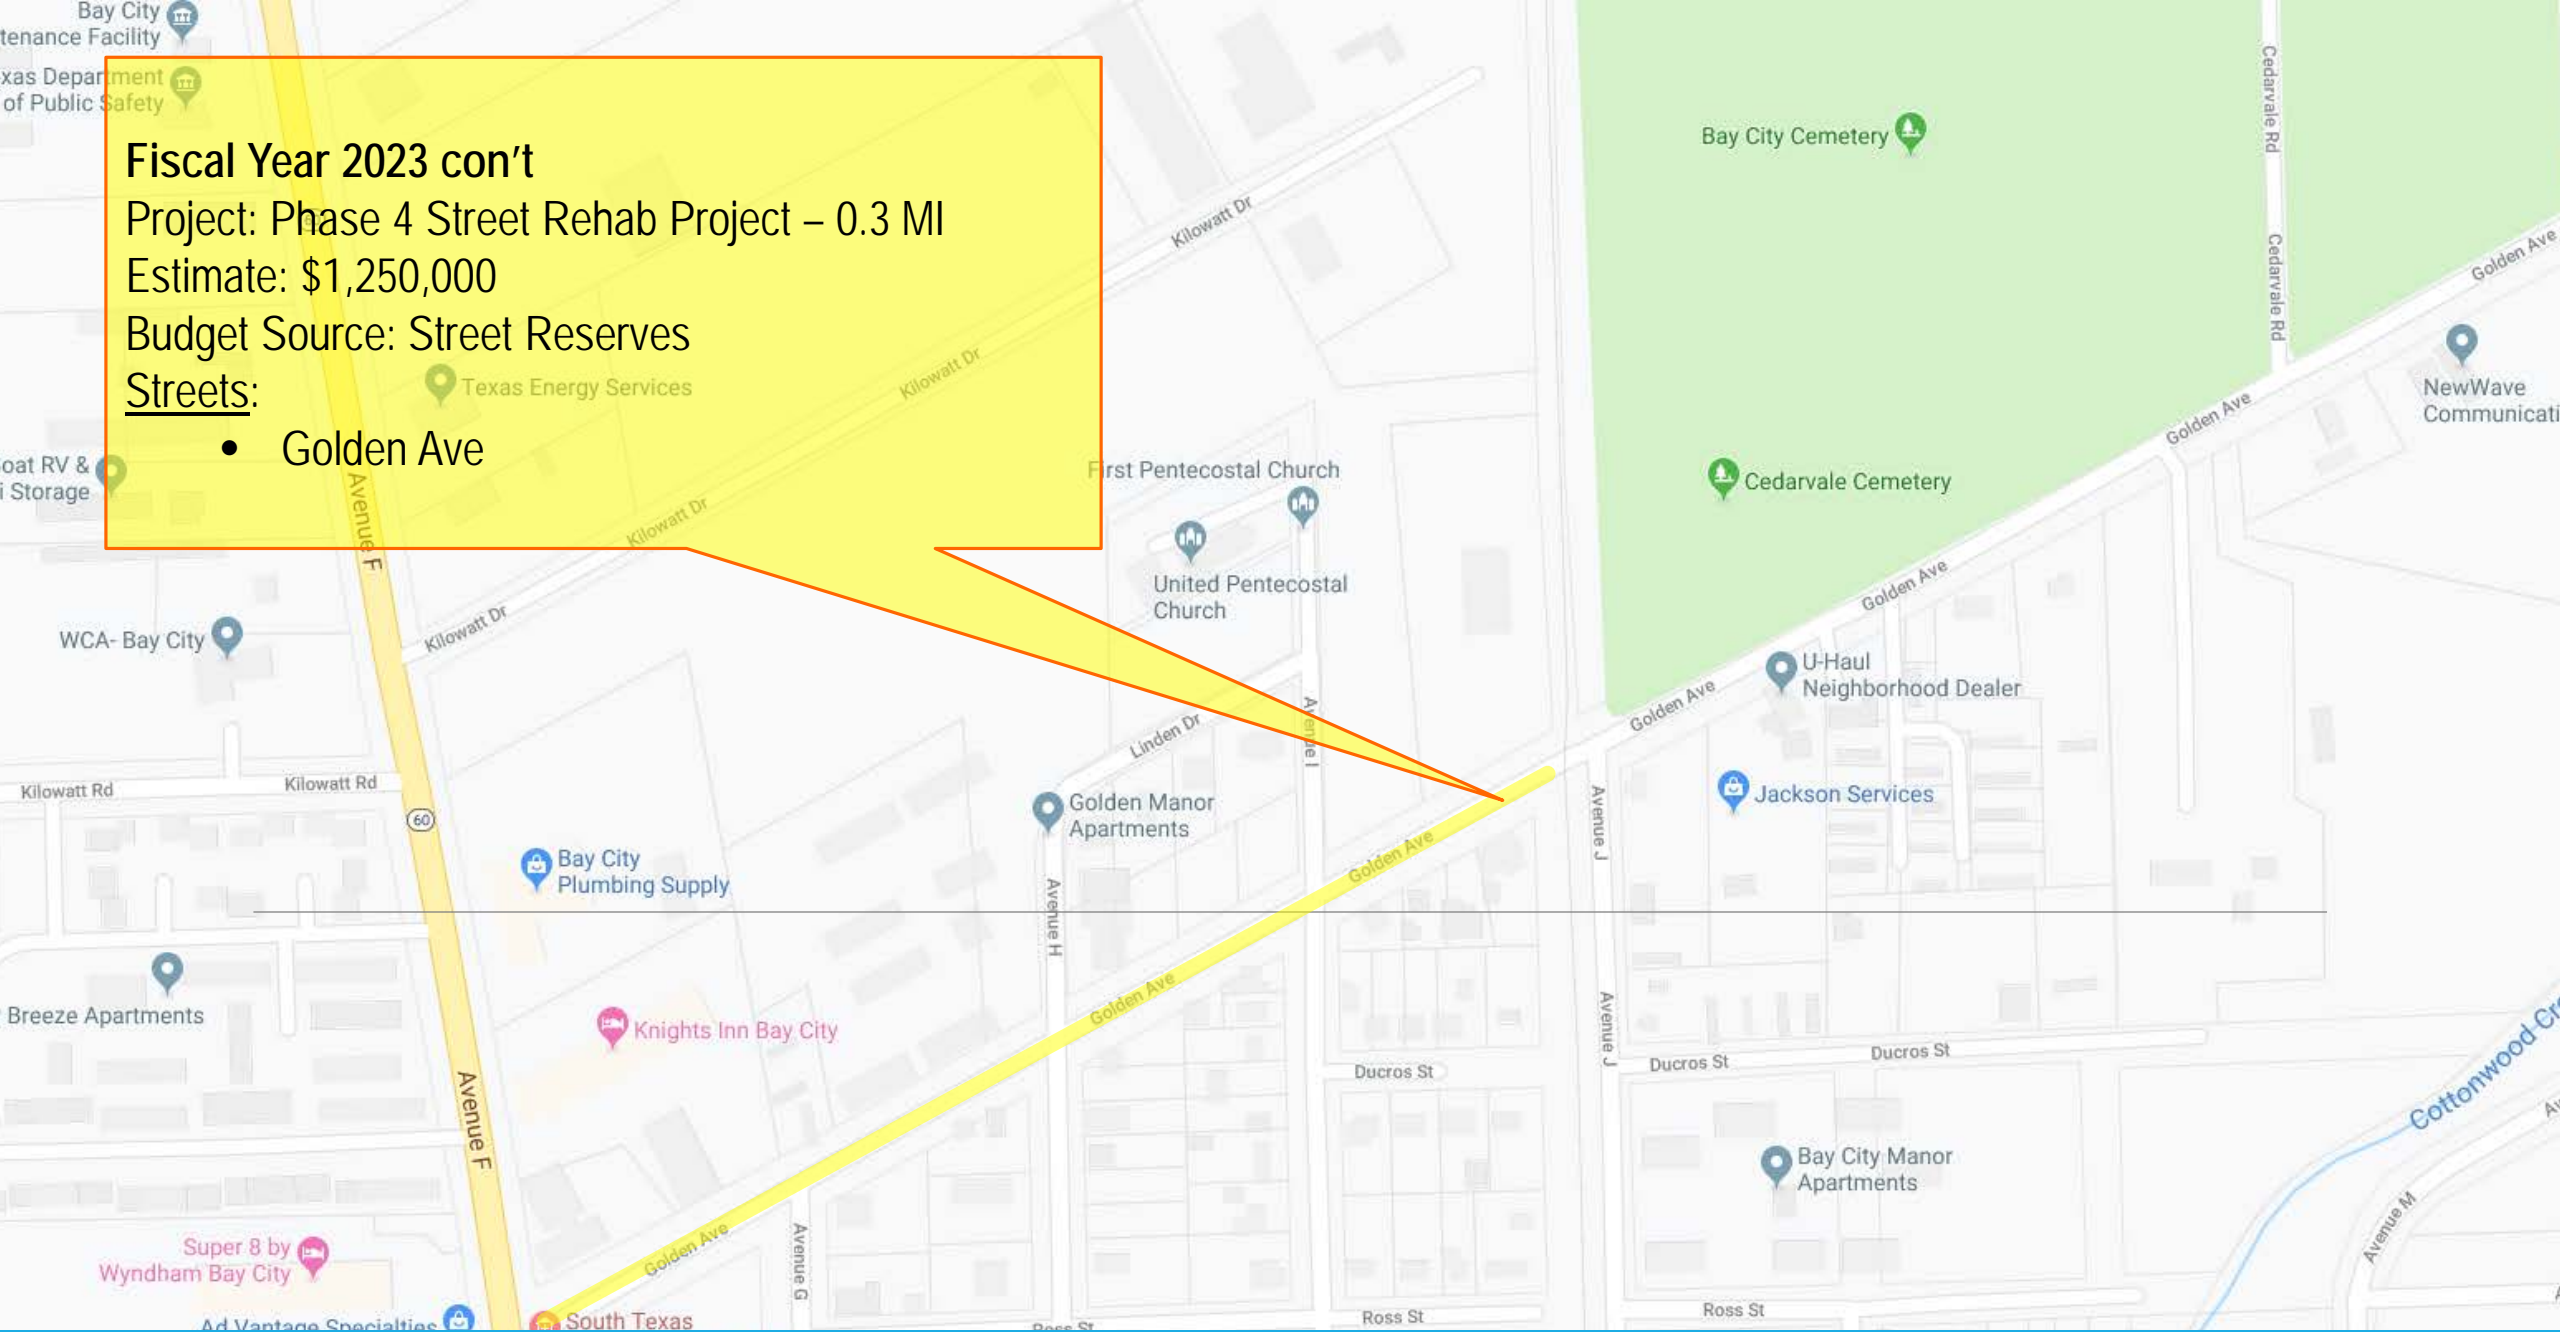 Bay City
tenance Facility
xas Department
of Public Safety
Fiscal Year 2023 con't
Project: Phase 4 Street Rehab Project – 0.3 MI
Estimate: $1,250,000
Budget Source: Street Reserves
Streets:
• Golden Ave
Texas Energy Services
oat RV &
i Storage
Avenue F
Kilowatt Dr
Kilowatt Dr
Kilowatt Dr
Kilowatt Dr
Bay City Cemetery
Cedarvale Rd
Cedarvale Rd
Golden Ave
NewWave
Communicati
Golden Ave
Cedarvale Cemetery
First Pentecostal Church
United Pentecostal
Church
Golden Ave
WCA- Bay City
U-Haul
Neighborhood Dealer
Golden Ave
Linden Dr
Avenue I
Kilowatt Rd
Kilowatt Rd
60
Golden Manor
Apartments
Avenue J
Jackson Services
Bay City
Plumbing Supply
Golden Ave
Avenue H
Breeze Apartments
Knights Inn Bay City
Golden Ave
Avenue J
Ducros St
Ducros St
Ducros St
Cottonwood Cr
Avenue F
Bay City Manor
Apartments
Avenue M
Av
Super 8 by
Wyndham Bay City
Golden Ave
Avenue G
Ad Vantage Specialties
South Texas
Ross St
Ross St
Ross St